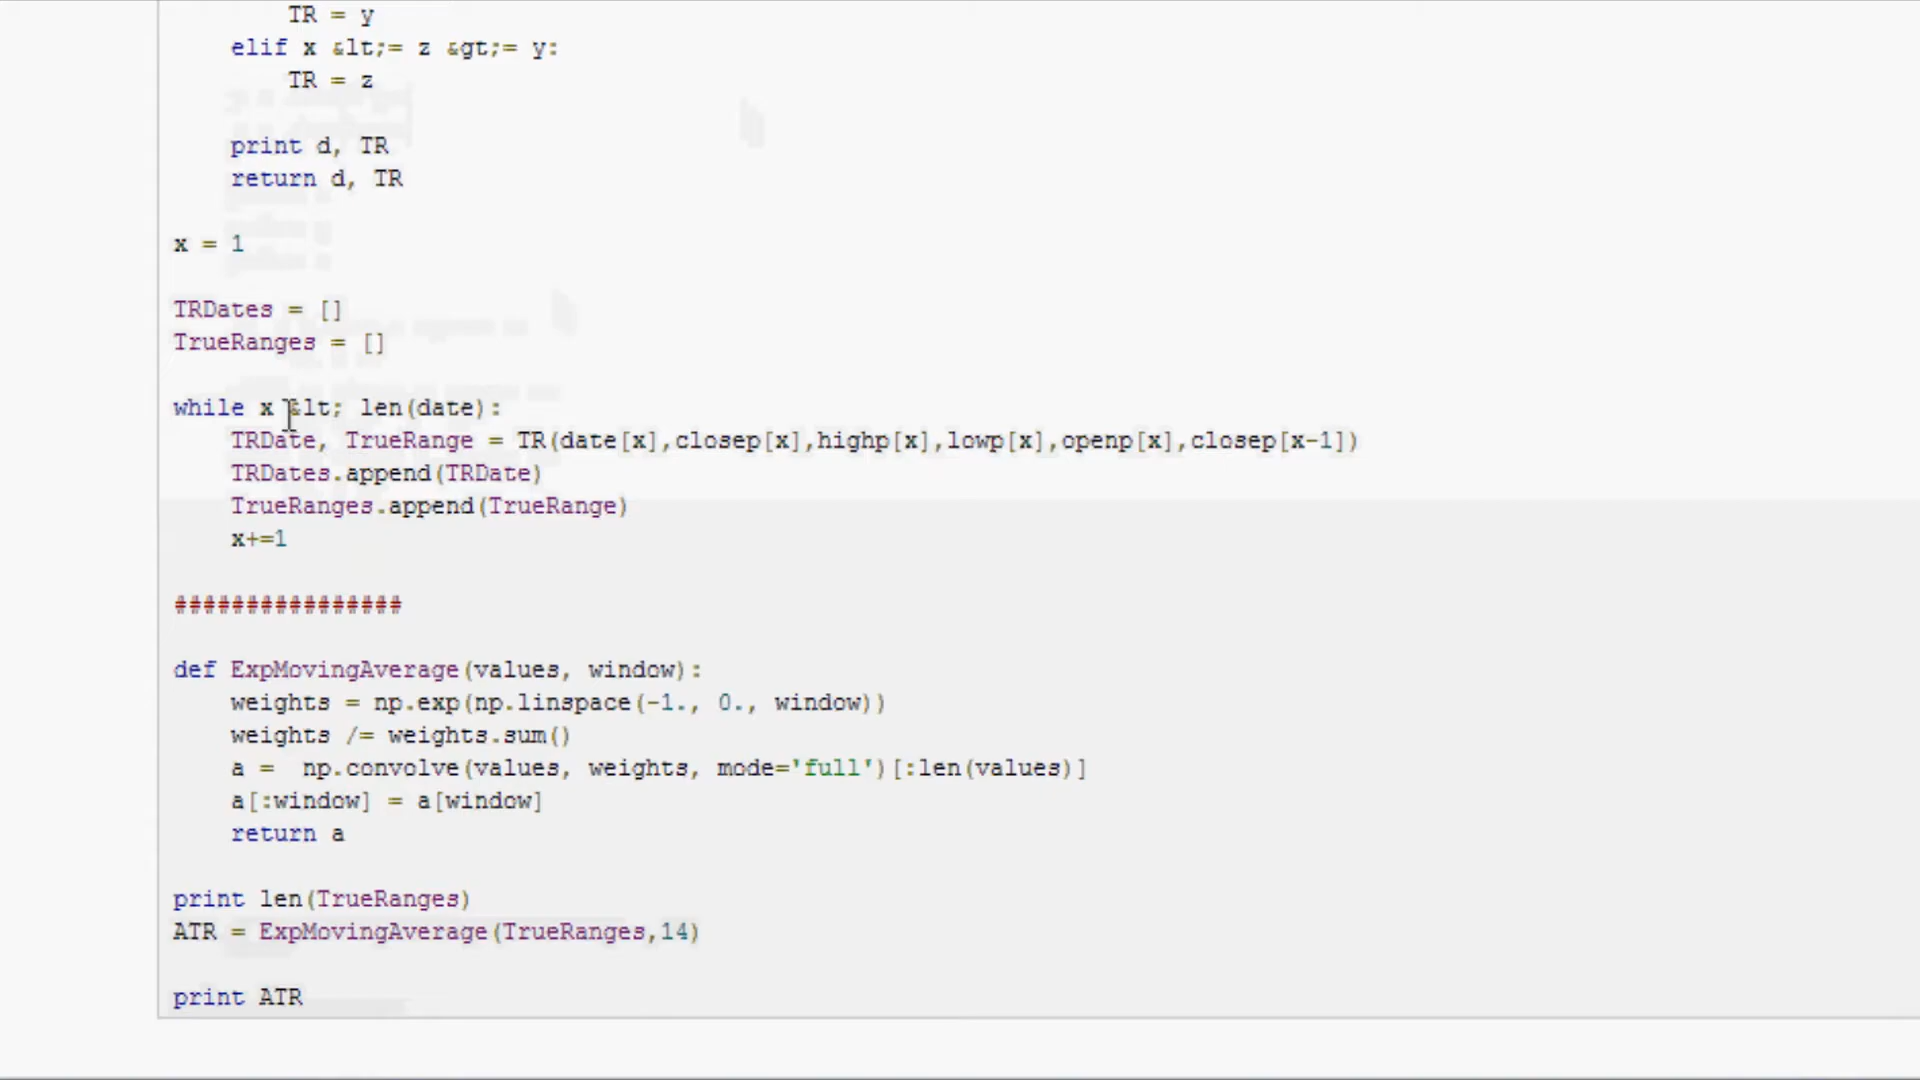 TR = y
elif x &lt;= z &gt;= y:
TR = z
print d, TR
return d, TR
x = 1
TRDates = []
TrueRanges = []
while x &lt; len(date):
TRDate, TrueRange = TR(date[x],closep[x],highp[x],lowp[x],openp[x],closep[x-1])
TRDates.append(TRDate)
TrueRanges.append(TrueRange)
x+=1
################
def ExpMovingAverage(values, window):
weights = np.exp(np.linspace(-1., 0., window))
weights /= weights.sum()
a =  np.convolve(values, weights, mode='full')[:len(values)]
a[:window] = a[window]
return a
print len(TrueRanges)
ATR = ExpMovingAverage(TrueRanges,14)
print ATR